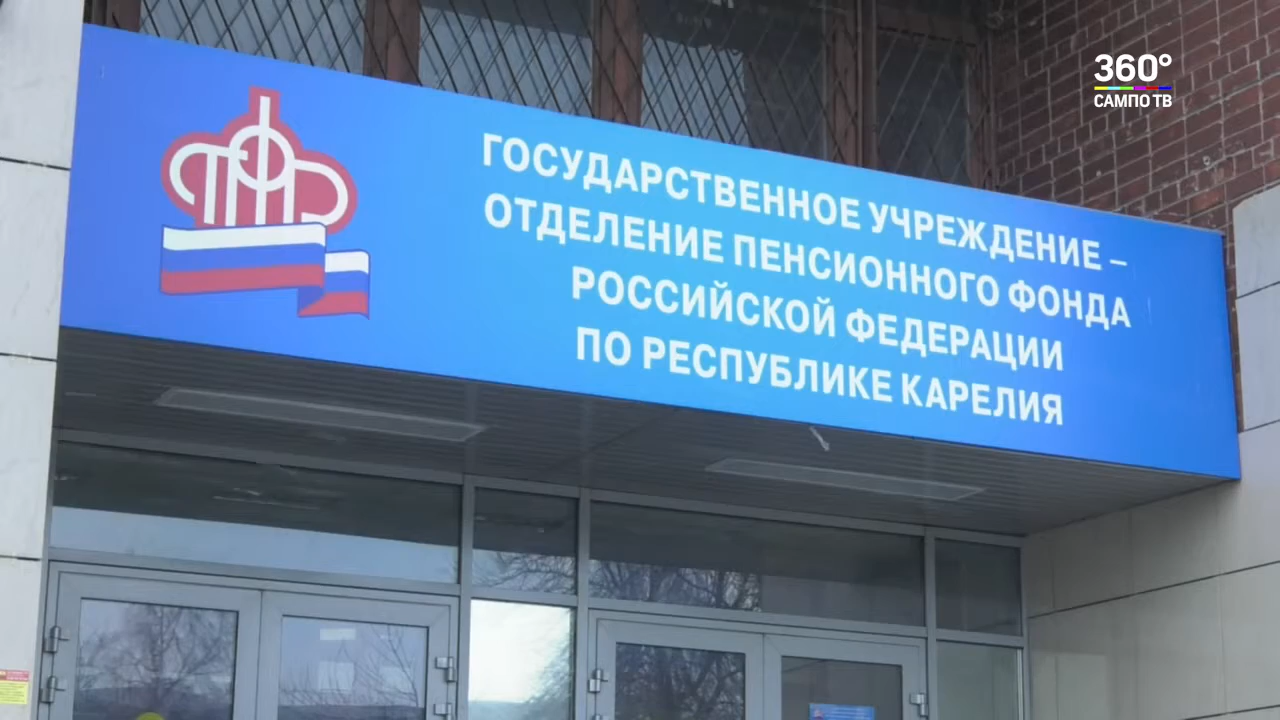 360°
САМПО ТВ
ГОСУДАРСТВЕННОЕ УЧРЕЖДЕНИЕ –
ОТДЕЛЕНИЕ ПЕНСИОННОГО ФОНДА
РОССИЙСКОЙ ФЕДЕРАЦИИ
ПО РЕСПУБЛИКЕ КАРЕЛИЯ